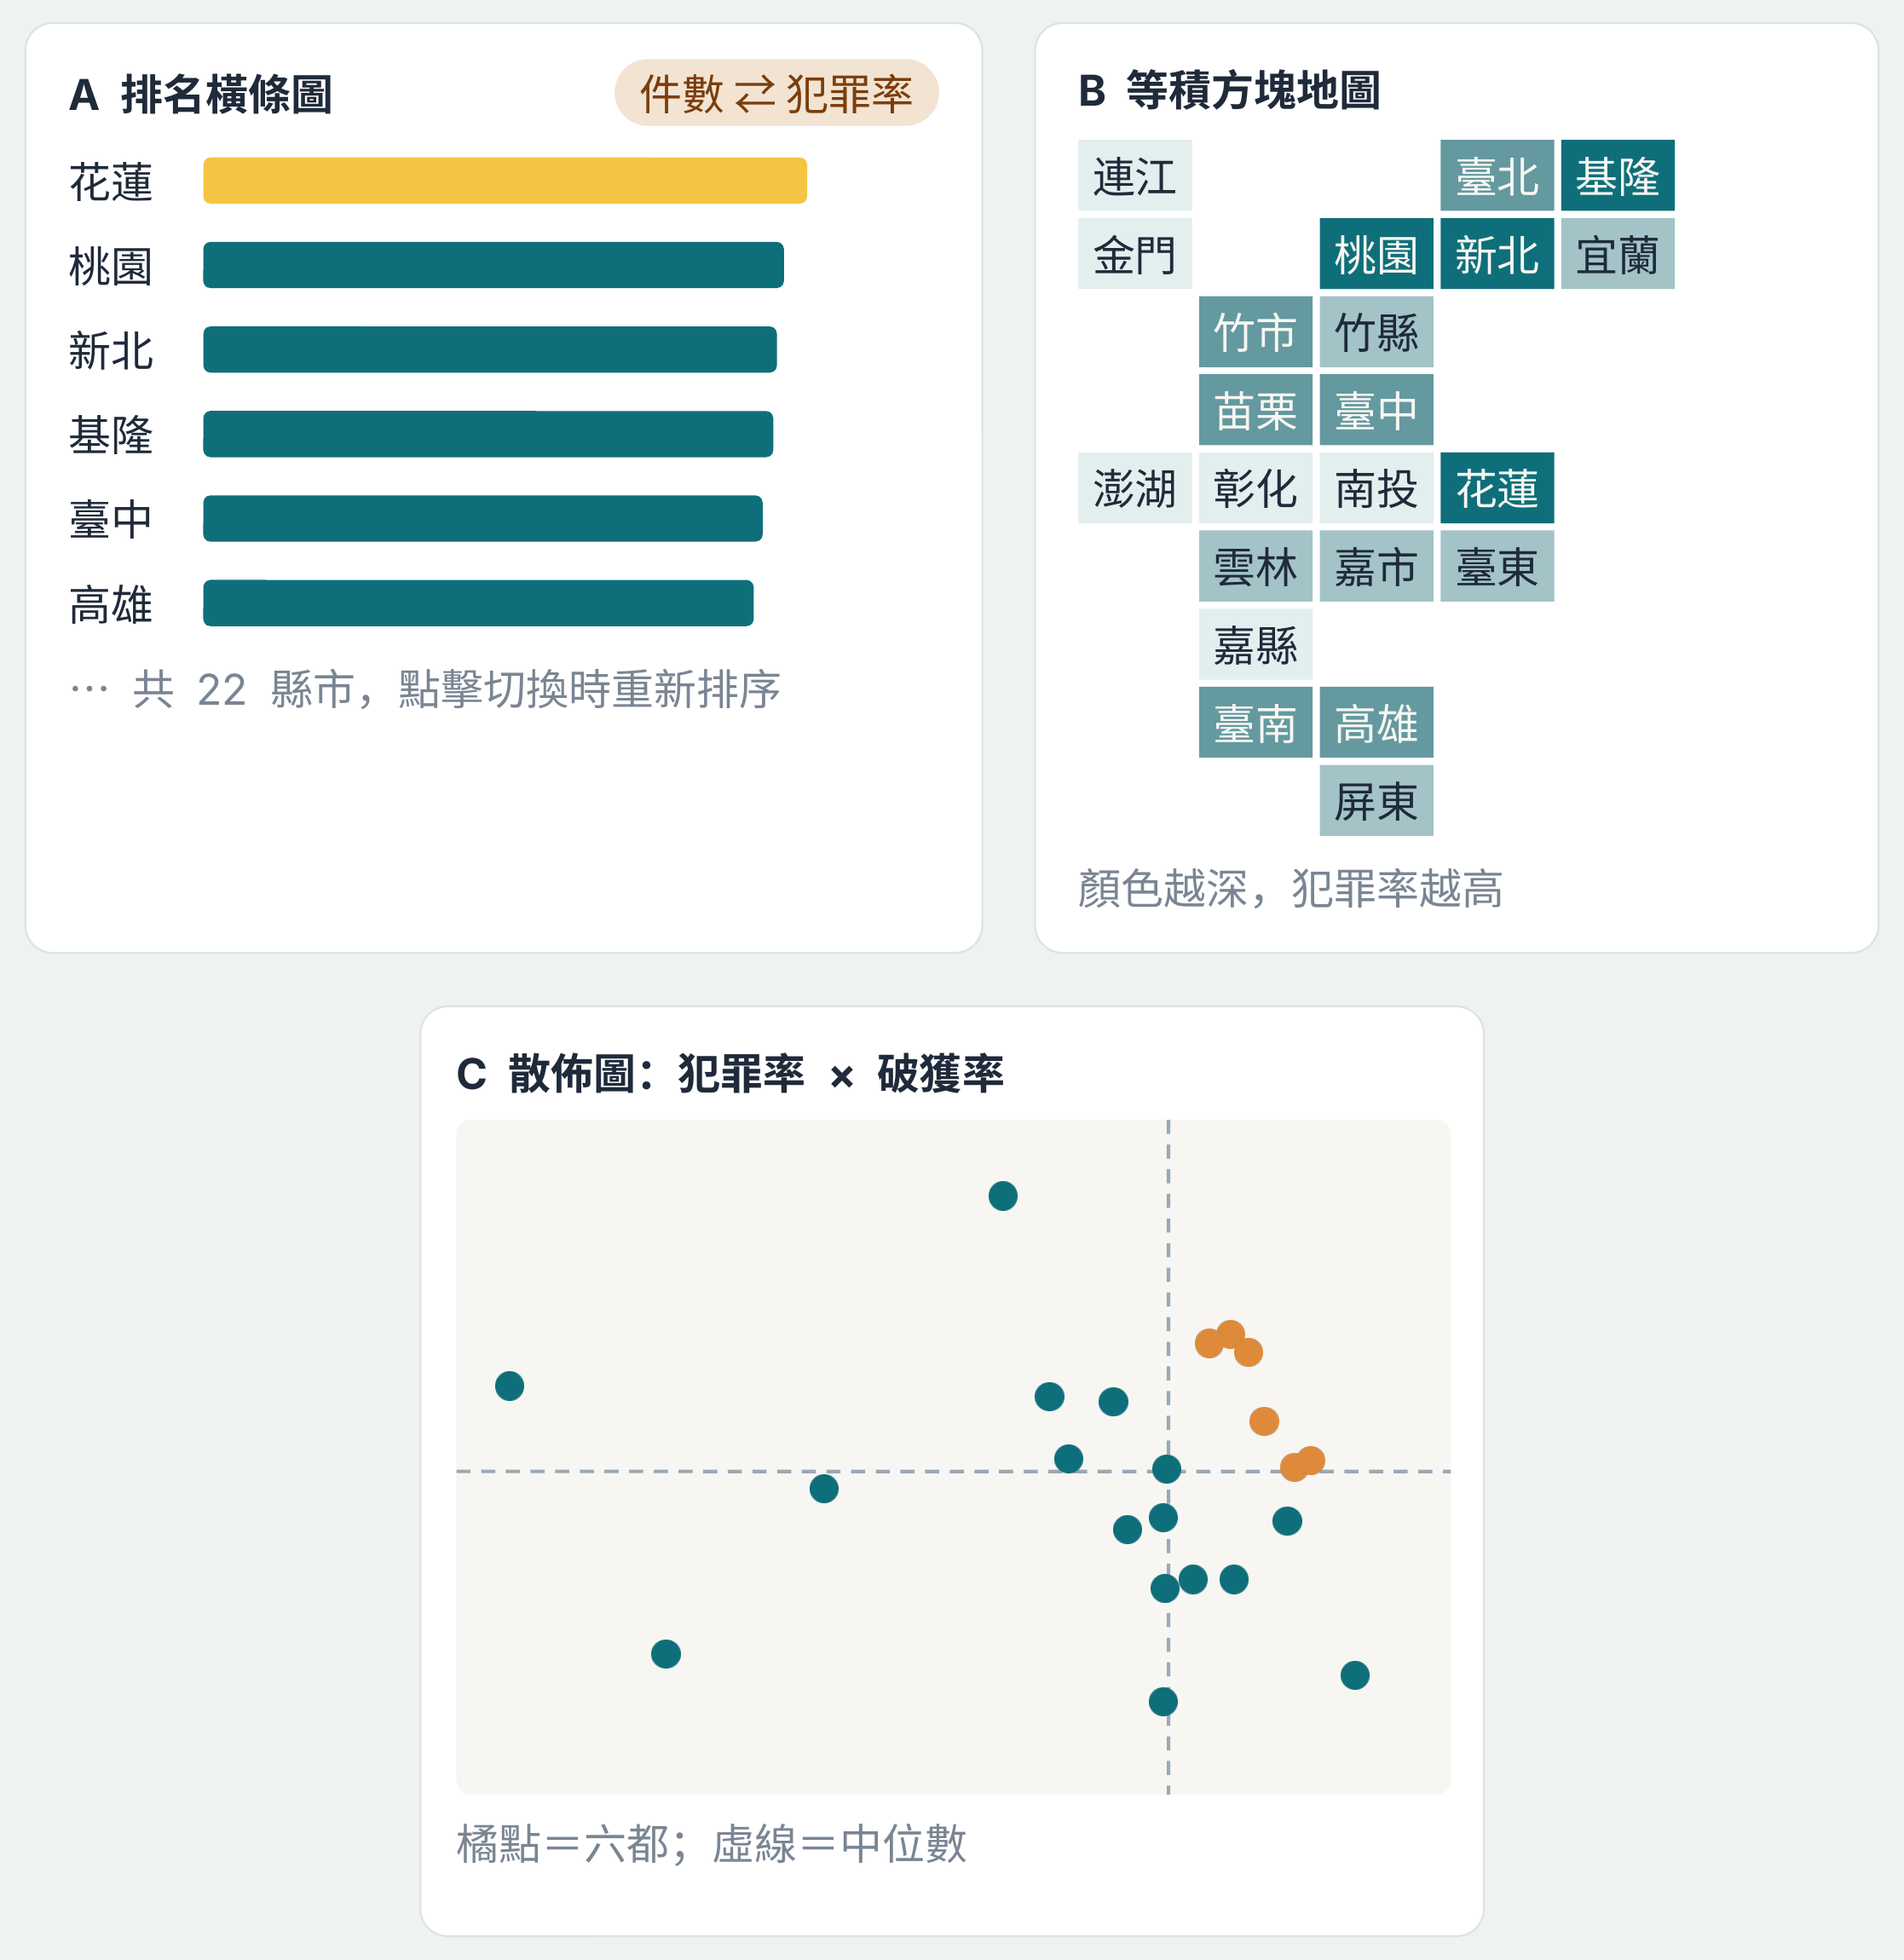 A 排名橫條圖
件數 ⇄ 犯罪率
花蓮
桃園
新北
基隆
臺中
高雄
… 共 22 縣市，點擊切換時重新排序
B 等積方塊地圖
連江 臺北 基隆
金門 桃園 新北 宜蘭
竹市 竹縣
苗栗 臺中
澎湖 彰化 南投 花蓮
雲林 嘉市 臺東
嘉縣
臺南 高雄
屏東
顏色越深，犯罪率越高
C 散佈圖：犯罪率 × 破獲率
橘點＝六都；虛線＝中位數